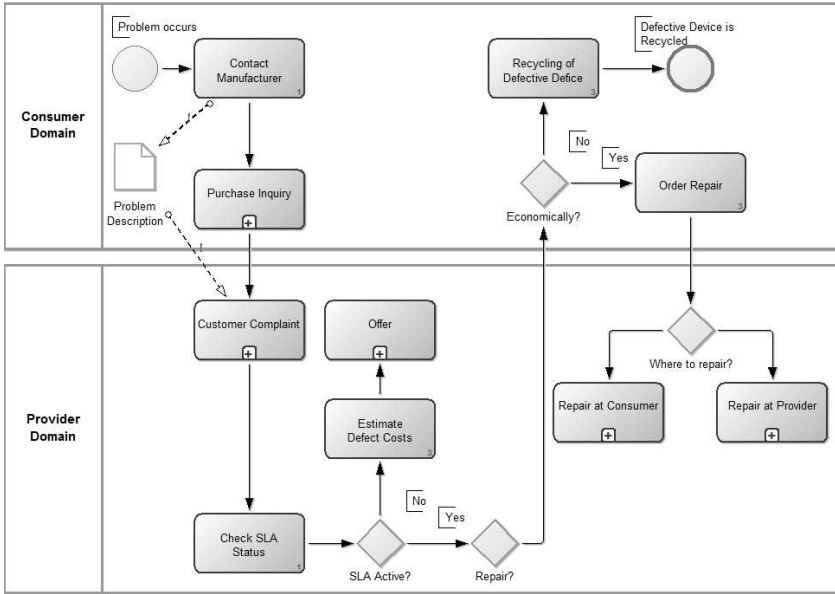 Consumer
Domain
Problem occurs
Contact
Manufacturer
1
!
Problem
Description
Purchase Inquiry
+
!
Recycling of
Defective Defice
3
Defective Device is
Recycled
No
Yes
Economically?
Order Repair
3
Provider
Domain
Customer Complaint
+
Offer
+
Estimate
Defect Costs
3
Check SLA
Status
1
No
Yes
SLA Active?
Repair?
Where to repair?
Repair at Consumer
+
Repair at Provider
+